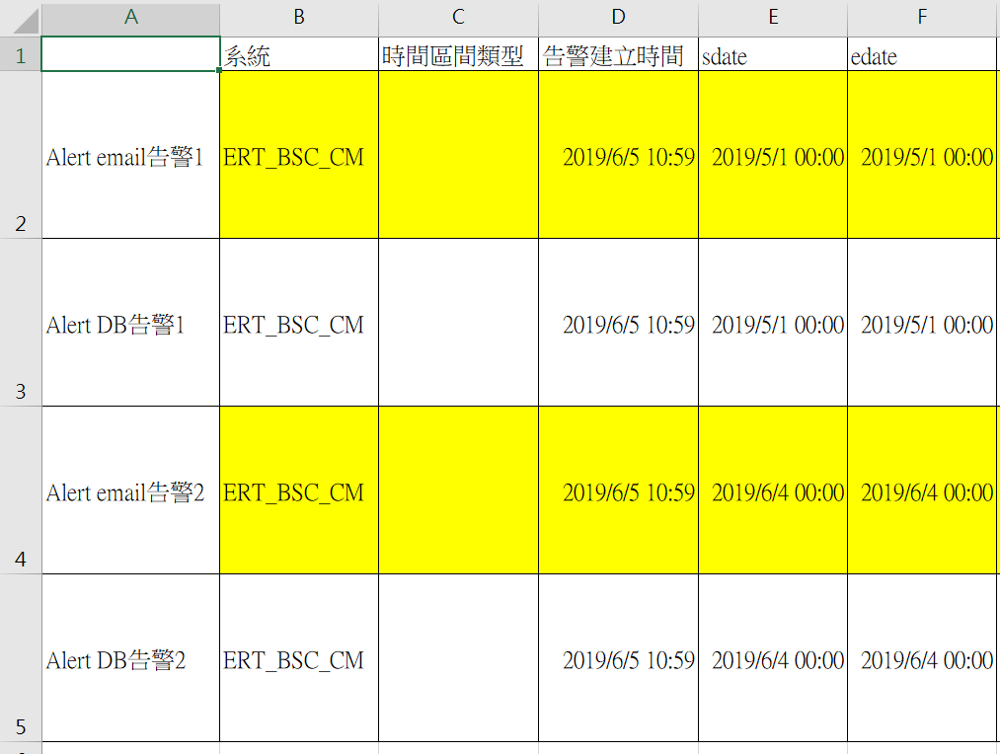 A B C D E F
1 系統 時間區間類型 告警建立時間 sdate edate
Alert email告警1 ERT_BSC_CM 2019/6/5 10:59 2019/5/1 00:00 2019/5/1 00:00
2
Alert DB告警1 ERT_BSC_CM 2019/6/5 10:59 2019/5/1 00:00 2019/5/1 00:00
3
Alert email告警2 ERT_BSC_CM 2019/6/5 10:59 2019/6/4 00:00 2019/6/4 00:00
4
Alert DB告警2 ERT_BSC_CM 2019/6/5 10:59 2019/6/4 00:00 2019/6/4 00:00
5